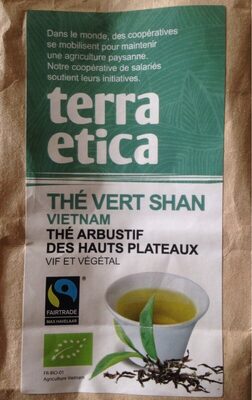 Dans le monde, des coopératives
se mobilisent pour maintenir
une agriculture paysanne.
Notre coopérative de salariés
soutient leurs initiatives.
terra
etica
THÉ VERT SHAN
VIETNAM
THÉ ARBUSTIF
DES HAUTS PLATEAUX
VIF ET VÉGÉTAL
FAIRTRADE
MAX HAVELAAR
FR-BIO-01
Agriculture Vietnam